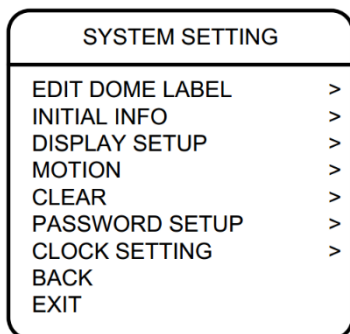 SYSTEM SETTING
EDIT DOME LABEL >
INITIAL INFO >
DISPLAY SETUP >
MOTION >
CLEAR >
PASSWORD SETUP >
CLOCK SETTING >
BACK
EXIT